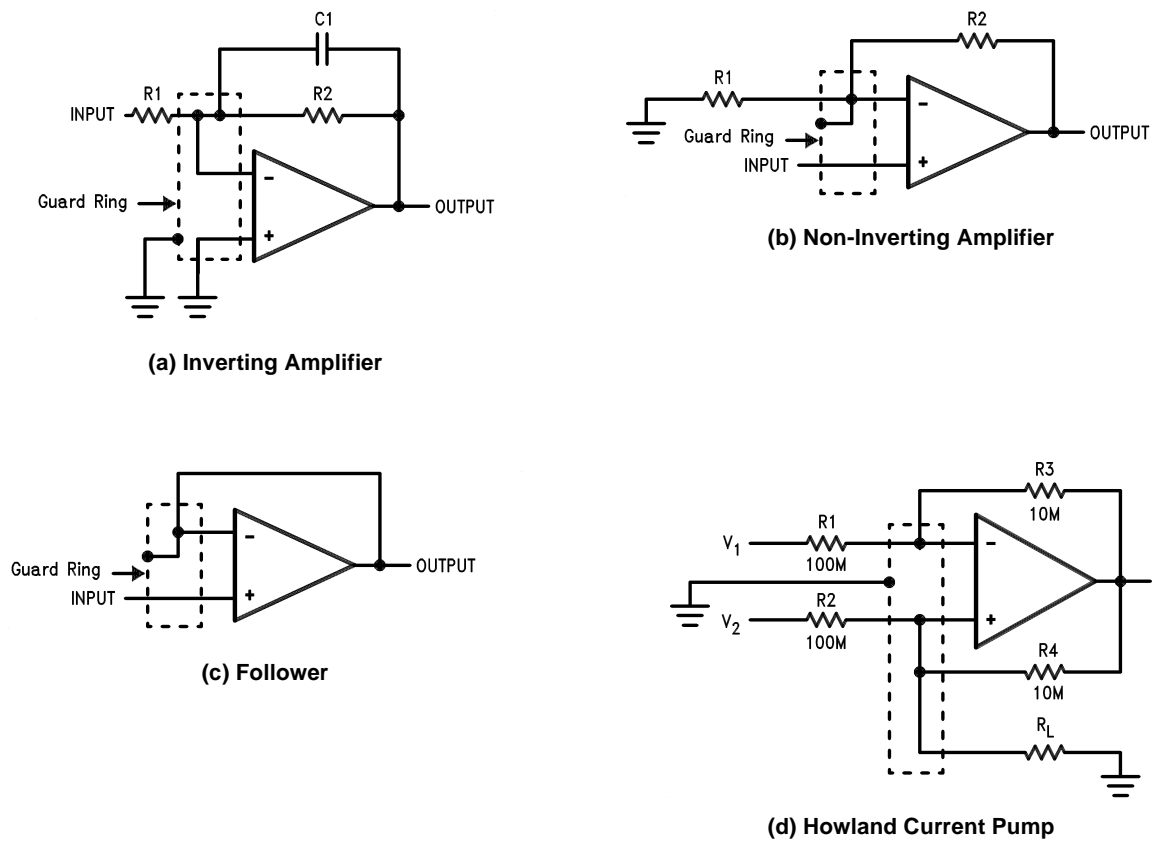 C1
R1
INPUT
R2
−
Guard Ring
OUTPUT
+
(a) Inverting Amplifier
R2
R1
−
Guard Ring
OUTPUT
INPUT
+
(b) Non-Inverting Amplifier
−
Guard Ring
OUTPUT
INPUT
+
(c) Follower
R3
10M
R1
V1
100M
−
R2
V2
100M
+
R4
10M
RL
(d) Howland Current Pump